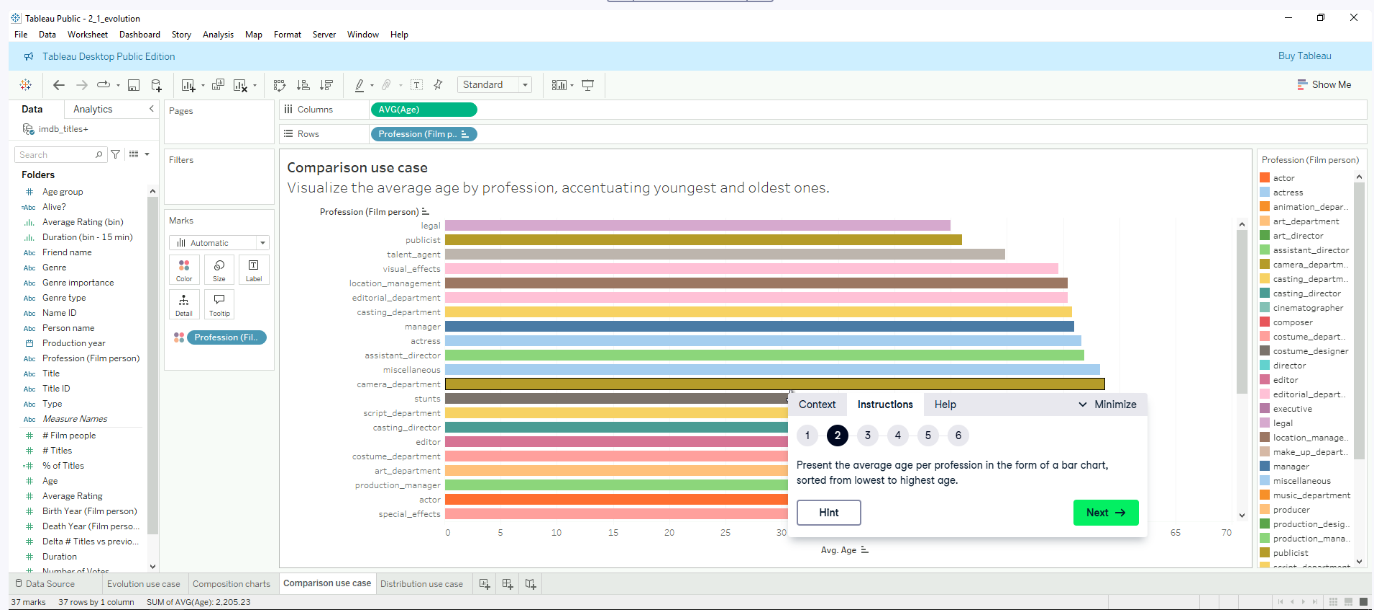 Tableau Public - 2_1_evolution
File Data Worksheet Dashboard Story Analysis Map Format Server Window Help
Tableau Desktop Public Edition
Buy Tableau
Standard
Show Me
Data
Analytics
imdb_titles+
Search
Folders
Age group
Alive?
Average Rating (bin)
Duration (bin - 15 min)
Friend name
Genre
Genre importance
Genre type
Name ID
Person name
Production year
Profession (Film person)
Title
Title ID
Type
Measure Names
# Film people
# Titles
% of Titles
Age
Average Rating
Birth Year (Film person)
Death Year (Film perso...
Delta # Titles vs previo...
Duration
Number of Votes
Pages
Filters
Marks
Automatic
Color
Size
Label
Detail
Tooltip
Profession (Fil..
Columns
AVG(Age)
Rows
Profession (Film p..
Comparison use case
Visualize the average age by profession, accentuating youngest and oldest ones.
Profession (Film person)
legal
publicist
talent_agent
visual_effects
location_management
editorial_department
casting_department
manager
actress
assistant_director
miscellaneous
camera_department
stunts
script_department
casting_director
editor
costume_department
art_department
production_manager
actor
special_effects
0 5 10 15 20 25 30 65 70
Avg. Age
Context
Instructions
Help
Minimize
1 2 3 4 5 6
Present the average age per profession in the form of a bar chart,
sorted from lowest to highest age.
Hint
Next →
Profession (Film person)
actor
actress
animation_depar..
art_department
art_director
assistant_director
camera_departm..
casting_departm..
casting_director
cinematographer
composer
costume_depart..
costume_designer
director
editor
editorial_depart..
executive
legal
location_manage..
make_up_depart..
manager
miscellaneous
music_department
producer
production_desig..
production_mana..
publicist
script_department
Data Source
Evolution use case
Composition charts
Comparison use case
Distribution use case
37 marks
37 rows by 1 column
SUM of AVG(Age): 2,205.23